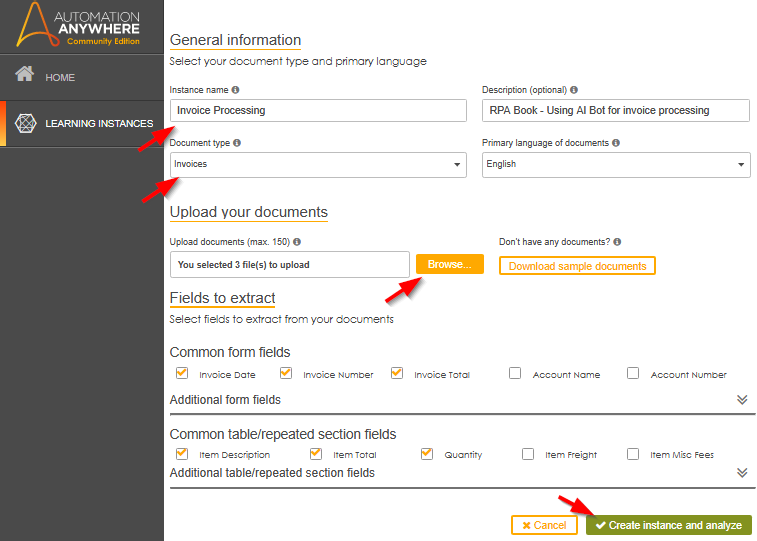 AUTOMATION
ANYWHERE
Community Edition
HOME
LEARNING INSTANCES
General information
Select your document type and primary language
Instance name
Description (optional)
Invoice Processing
RPA Book - Using AI Bot for invoice processing
Document type
Primary language of documents
Invoices
English
Upload your documents
Upload documents (max. 150)
Don't have any documents?
You selected 3 file(s) to upload
Browse...
Download sample documents
Fields to extract
Select fields to extract from your documents
Common form fields
Invoice Date
Invoice Number
Invoice Total
Account Name
Account Number
Additional form fields
Common table/repeated section fields
Item Description
Item Total
Quantity
Item Freight
Item Misc Fees
Additional table/repeated section fields
Cancel
Create instance and analyze